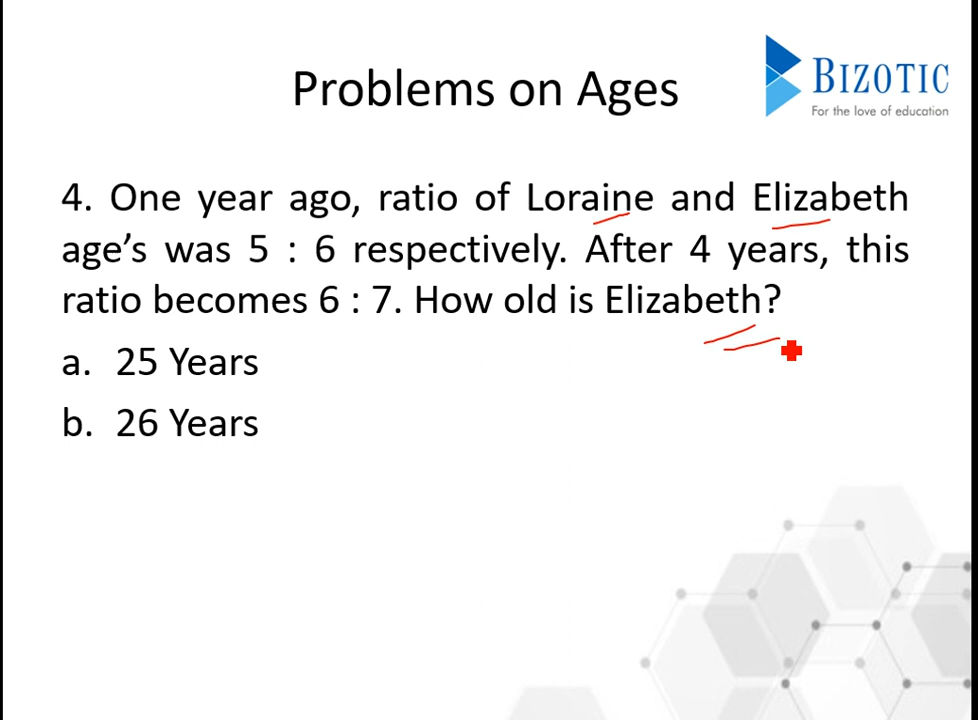 Problems on Ages
BIZOTIC
For the love of education
4. One year ago, ratio of Loraine and Elizabeth
age’s was 5 : 6 respectively. After 4 years, this
ratio becomes 6 : 7. How old is Elizabeth?
a. 25 Years
b. 26 Years